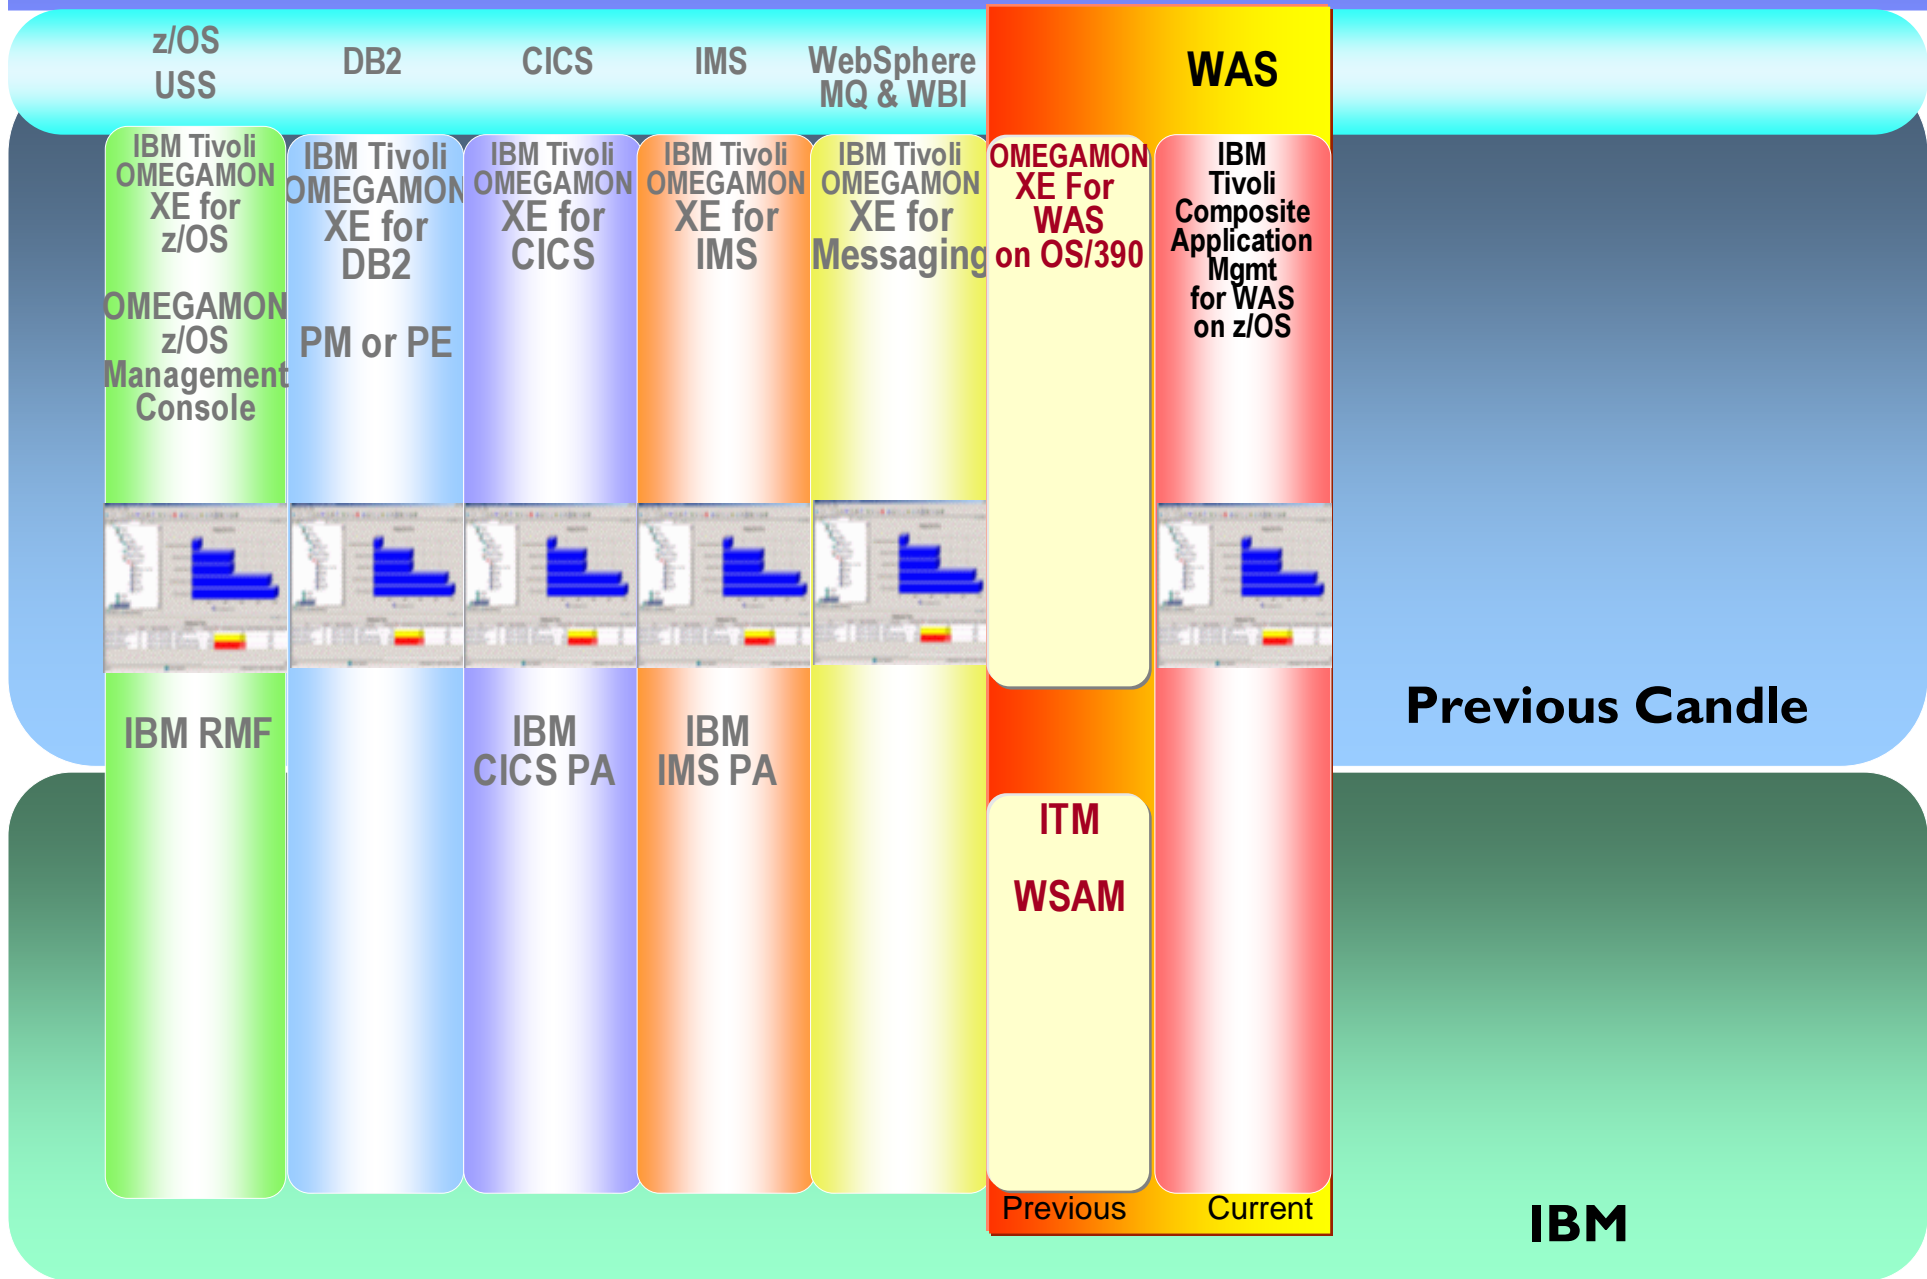 z/OS
USS
DB2
CICS
IMS
WebSphere
MQ & WBI
WAS
IBM Tivoli
OMEGAMON
XE for
z/OS
OMEGAMON
z/OS
Management
Console
IBM Tivoli
OMEGAMON
XE for
DB2
PM or PE
IBM Tivoli
OMEGAMON
XE for
CICS
IBM Tivoli
OMEGAMON
XE for
IMS
IBM Tivoli
OMEGAMON
XE for
Messaging
OMEGAMON
XE For
WAS
on OS/390
IBM
Tivoli
Composite
Application
Mgmt
for WAS
on z/OS
IBM RMF
IBM
CICS PA
IBM
IMS PA
Previous Candle
ITM
WSAM
Previous
Current
IBM